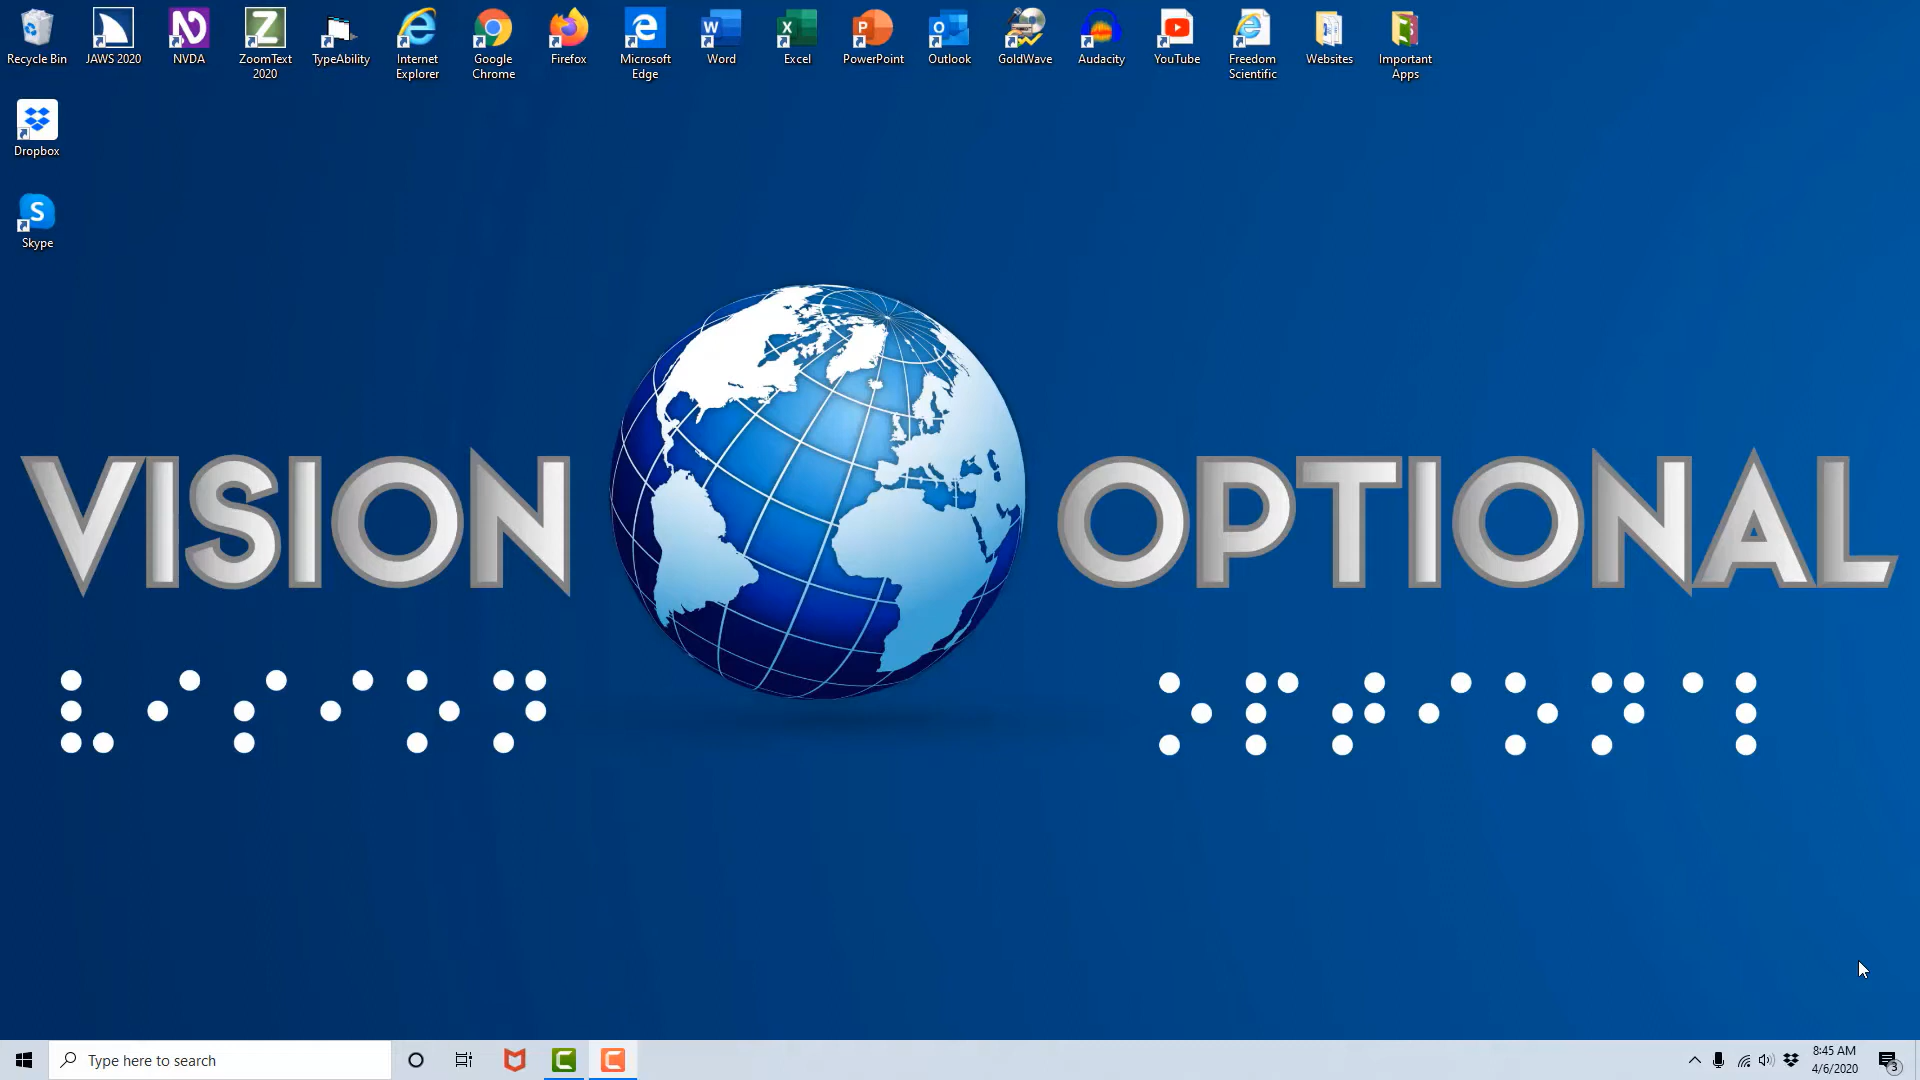 Recycle Bin
JAWS 2020
NVDA
ZoomText
2020
TypeAbility
Internet
Explorer
Google
Chrome
Firefox
Microsoft
Edge
Word
Excel
PowerPoint
Outlook
GoldWave
Audacity
YouTube
Freedom
Scientific
Websites
Important
Apps
Dropbox
Skype
VISION OPTIONAL
⠧⠊⠎⠊⠕⠝ ⠕⠏⠞⠊⠕⠝⠁⠇
Type here to search
8:45 AM
4/6/2020
3